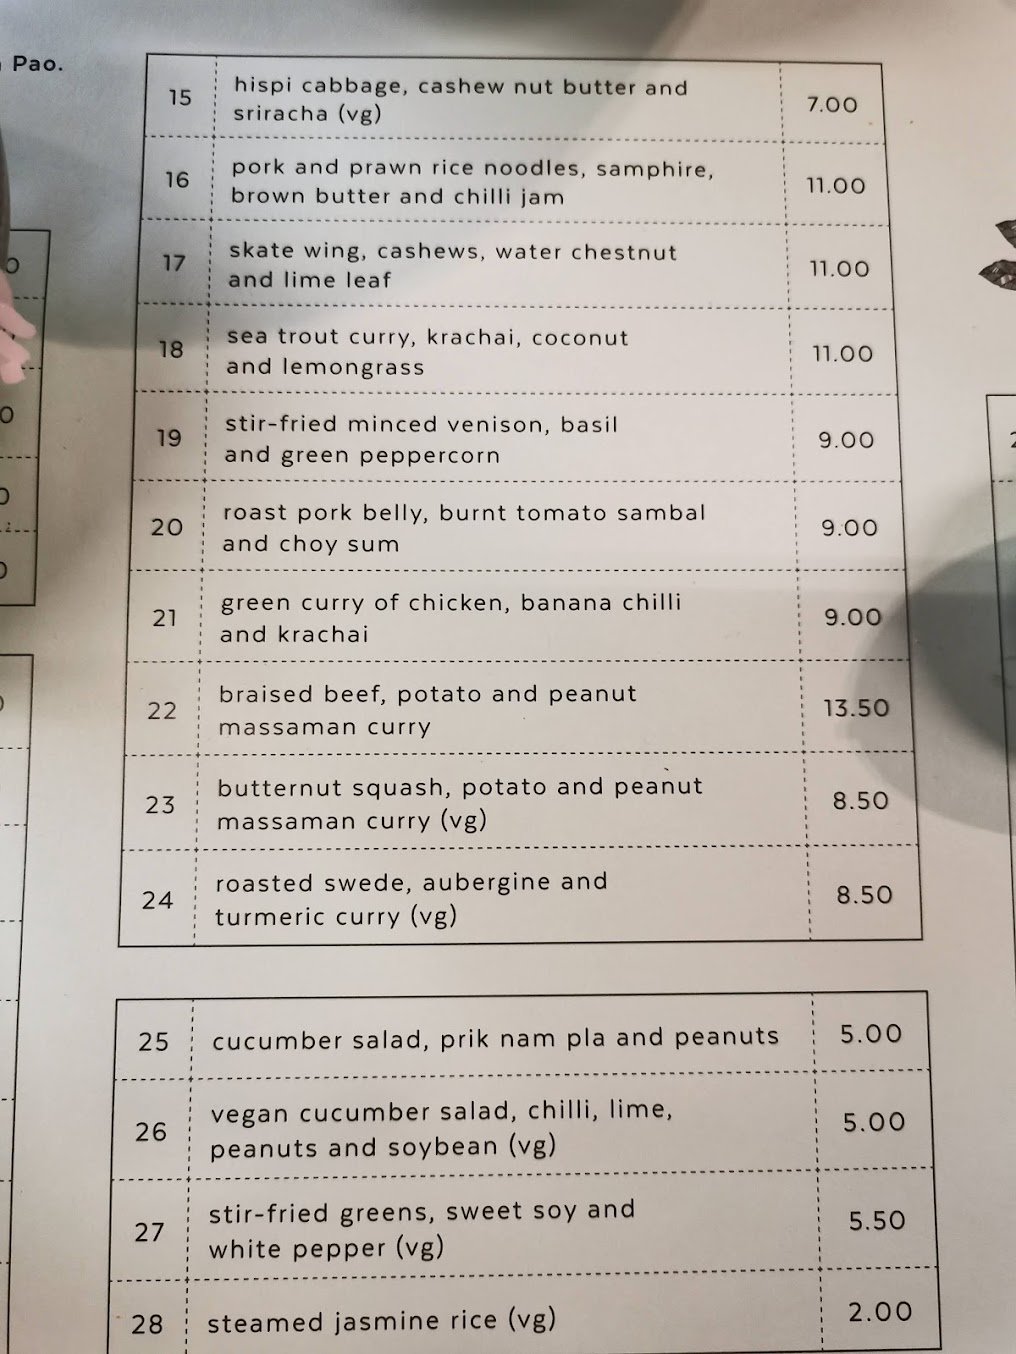 Pao.
15
hispi cabbage, cashew nut butter and
sriracha (vg)
7.00
16
pork and prawn rice noodles, samphire,
brown butter and chilli jam
11.00
17
skate wing, cashews, water chestnut
and lime leaf
11.00
18
sea trout curry, krachai, coconut
and lemongrass
11.00
19
stir-fried minced venison, basil
and green peppercorn
9.00
20
roast pork belly, burnt tomato sambal
and choy sum
9.00
21
green curry of chicken, banana chilli
and krachai
9.00
22
braised beef, potato and peanut
massaman curry
13.50
23
butternut squash, potato and peanut
massaman curry (vg)
8.50
24
roasted swede, aubergine and
turmeric curry (vg)
8.50
25
cucumber salad, prik nam pla and peanuts
5.00
26
vegan cucumber salad, chilli, lime,
peanuts and soybean (vg)
5.00
27
stir-fried greens, sweet soy and
white pepper (vg)
5.50
28
steamed jasmine rice (vg)
2.00